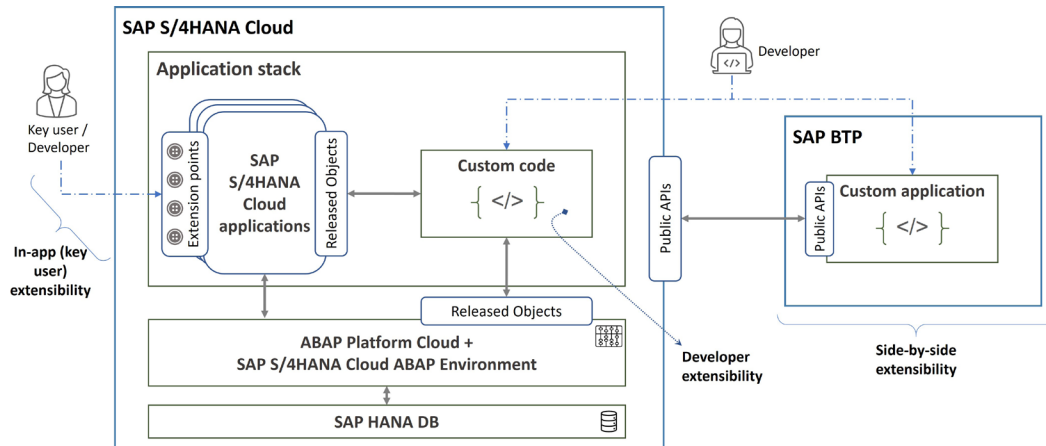 SAP S/4HANA Cloud
Developer
Application stack
Key user /
Developer
SAP BTP
Extension points
SAP
S/4HANA
Cloud
applications
Released Objects
Custom code
{ </> }
Public APIs
Public APIs
Custom application
{ </> }
In-app (key
user)
extensibility
Released Objects
ABAP Platform Cloud +
SAP S/4HANA Cloud ABAP Environment
Developer
extensibility
Side-by-side
extensibility
SAP HANA DB